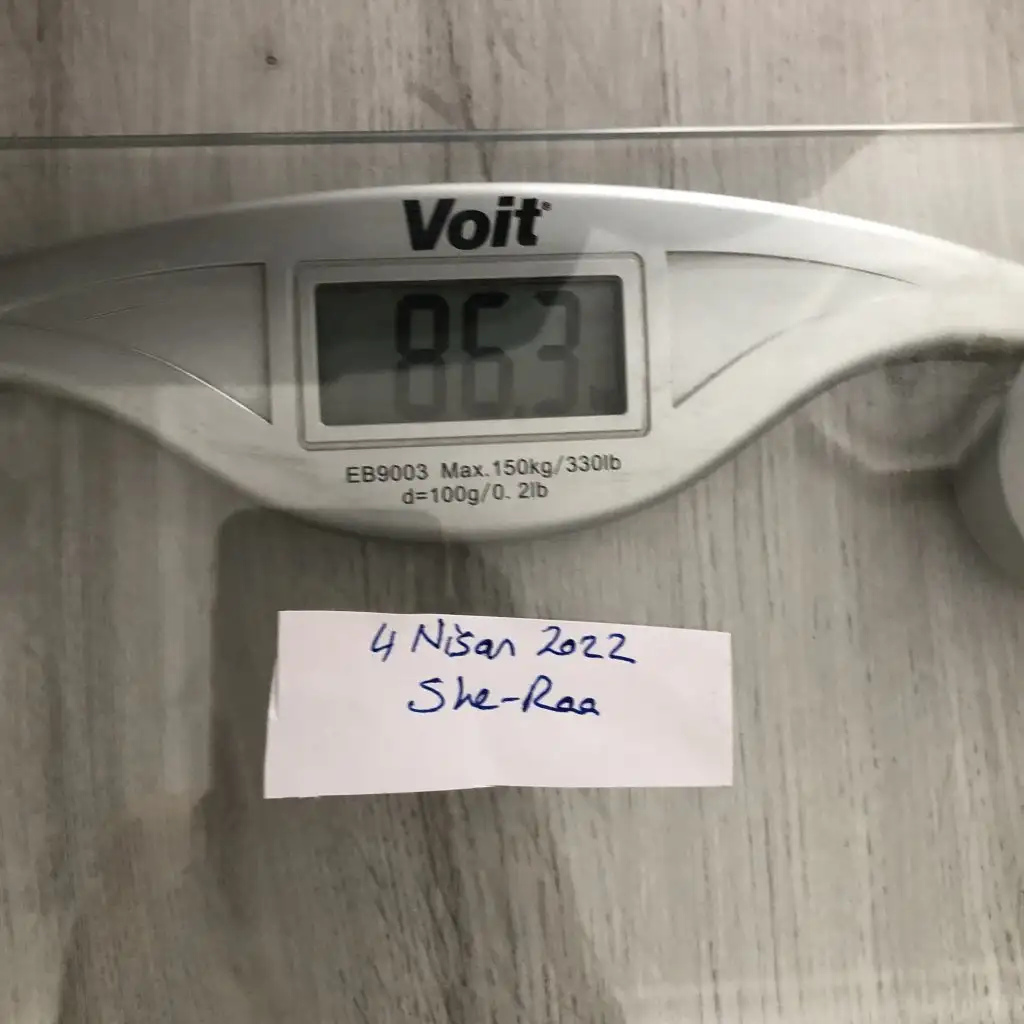 Voit®
86.3
EB9003 Max.150kg/330lb
d=100g/0. 2lb
4 Nisan 2022
She-Raa